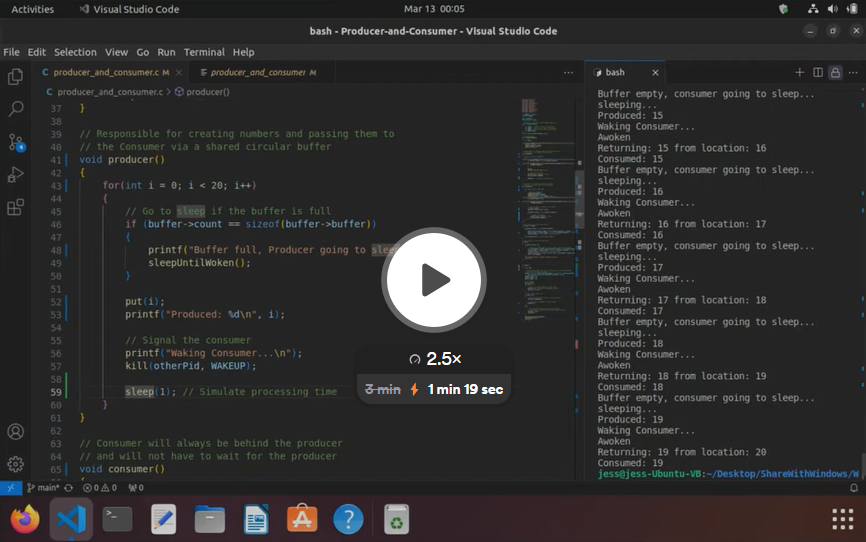 Activities
Visual Studio Code
Mar 13 00:05
bash - Producer-and-Consumer - Visual Studio Code
File Edit Selection View Go Run Terminal Help
C producer_and_consumer.c M
producer_and_consumer M
bash
C producer_and_consumer.c > producer()
37 }
38
39 // Responsible for creating numbers and passing them to
40 // the Consumer via a shared circular buffer
41 void producer()
42 {
43 for(int i = 0; i < 20; i++)
44 {
45 // Go to sleep if the buffer is full
46 if (buffer->count == sizeof(buffer->buffer))
47 {
48 printf("Buffer full, Producer going to slee
49 sleepUntilWoken();
50 }
51
52 put(i);
53 printf("Produced: %d\n", i);
54
55 // Signal the consumer
56 printf("Waking Consumer...\n");
57 kill(otherPid, WAKEUP);
58
59 sleep(1); // Simulate processing time
60 }
61 }
62
63 // Consumer will always be behind the producer
64 // and will not have to wait for the producer
65 void consumer()
2.5×
3 min 1 min 19 sec
Buffer empty, consumer going to sleep...
sleeping...
Produced: 15
Waking Consumer...
Awoken
Returning: 15 from location: 16
Consumed: 15
Buffer empty, consumer going to sleep...
sleeping...
Produced: 16
Waking Consumer...
Awoken
Returning: 16 from location: 17
Consumed: 16
Buffer empty, consumer going to sleep...
sleeping...
Produced: 17
Waking Consumer...
Awoken
Returning: 17 from location: 18
Consumed: 17
Buffer empty, consumer going to sleep...
sleeping...
Produced: 18
Waking Consumer...
Awoken
Returning: 18 from location: 19
Consumed: 18
Buffer empty, consumer going to sleep...
sleeping...
Produced: 19
Waking Consumer...
Awoken
Returning: 19 from location: 20
Consumed: 19
jess@jess-Ubuntu-VB:~/Desktop/ShareWithWindows/W
main* 0 0 0